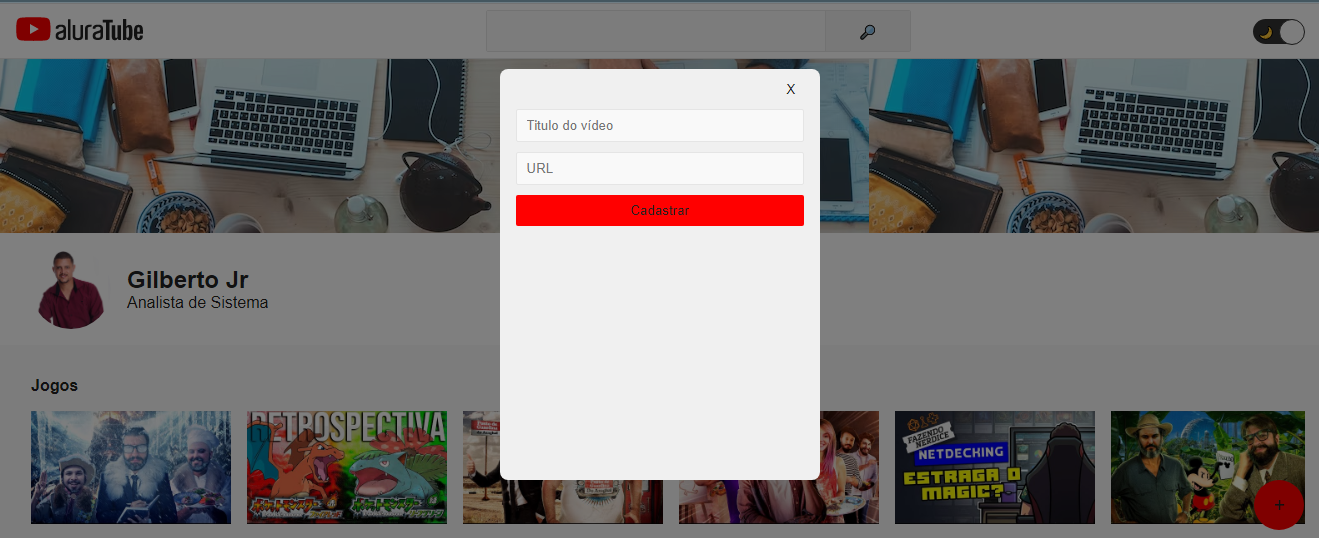 aluraTube
X
Titulo do vídeo
URL
Cadastrar
Gilberto Jr
Analista de Sistema
Jogos
RETROSPECTIVA
FAZENDO
NERDICE
NETDECHING
ESTRAGA O
MAGIC?
+